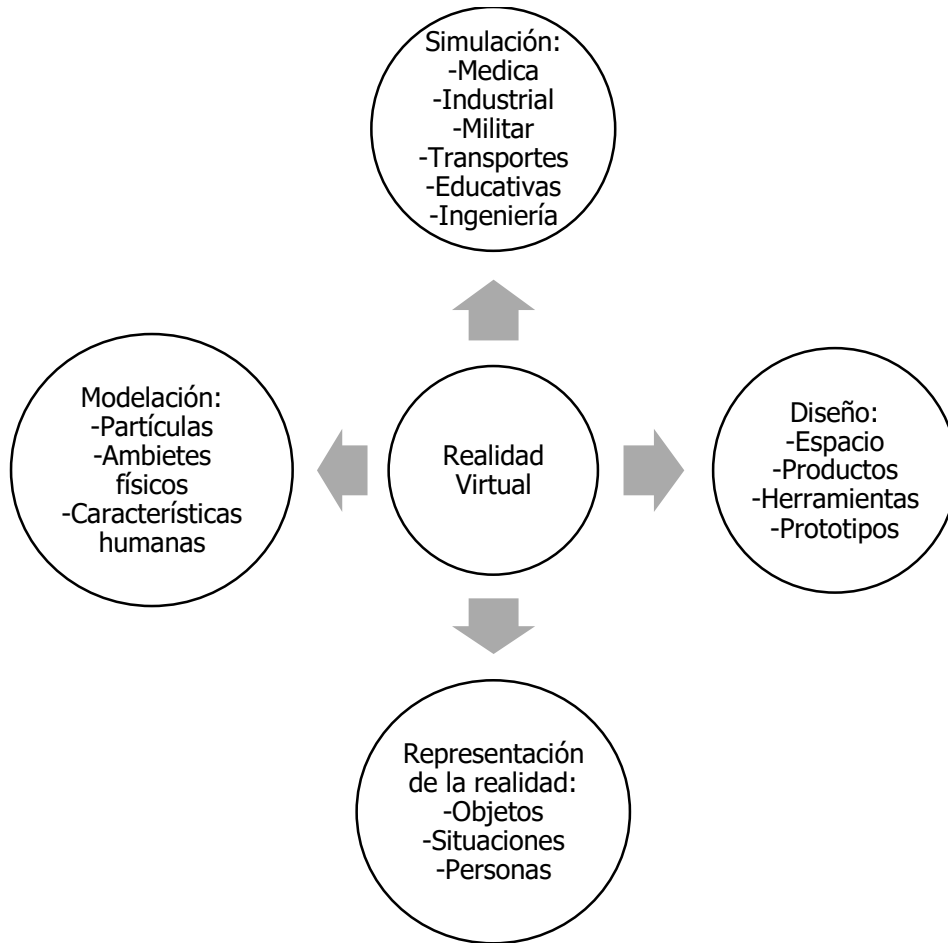 Simulación:
-Medica
-Industrial
-Militar
-Transportes
-Educativas
-Ingeniería
Modelación:
-Partículas
-Ambietes
físicos
-Características
humanas
Realidad
Virtual
Diseño:
-Espacio
-Productos
-Herramientas
-Prototipos
Representación
de la realidad:
-Objetos
-Situaciones
-Personas